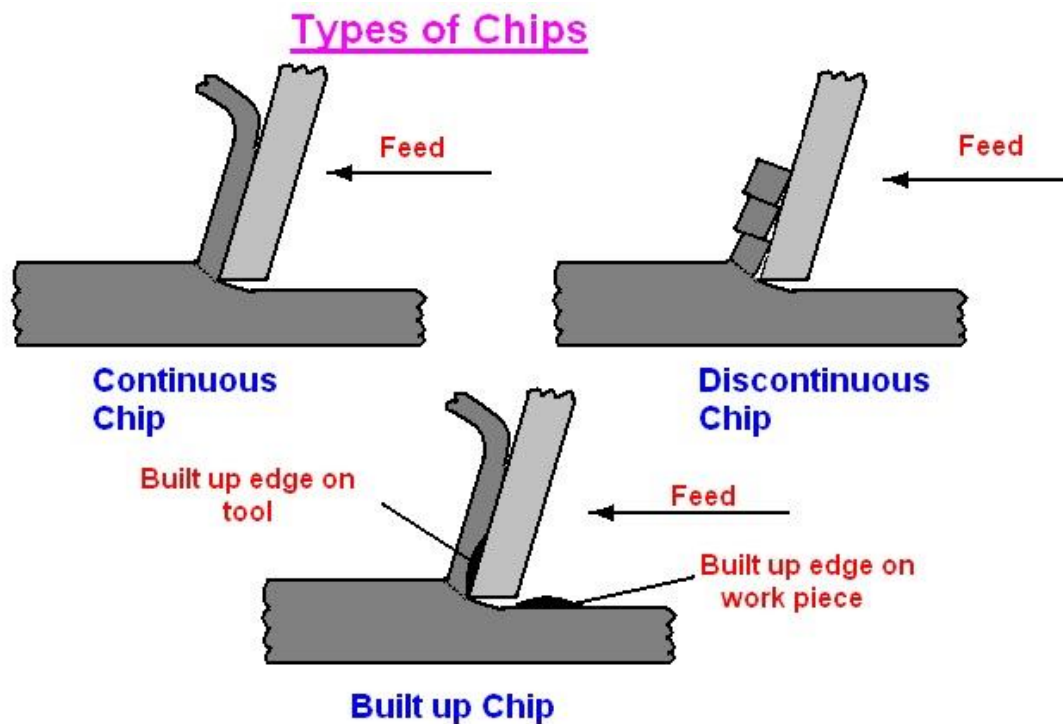 Types of Chips
Feed
Feed
Continuous
Chip
Discontinuous
Chip
Built up edge on
tool
Feed
Built up edge on
work piece
Built up Chip